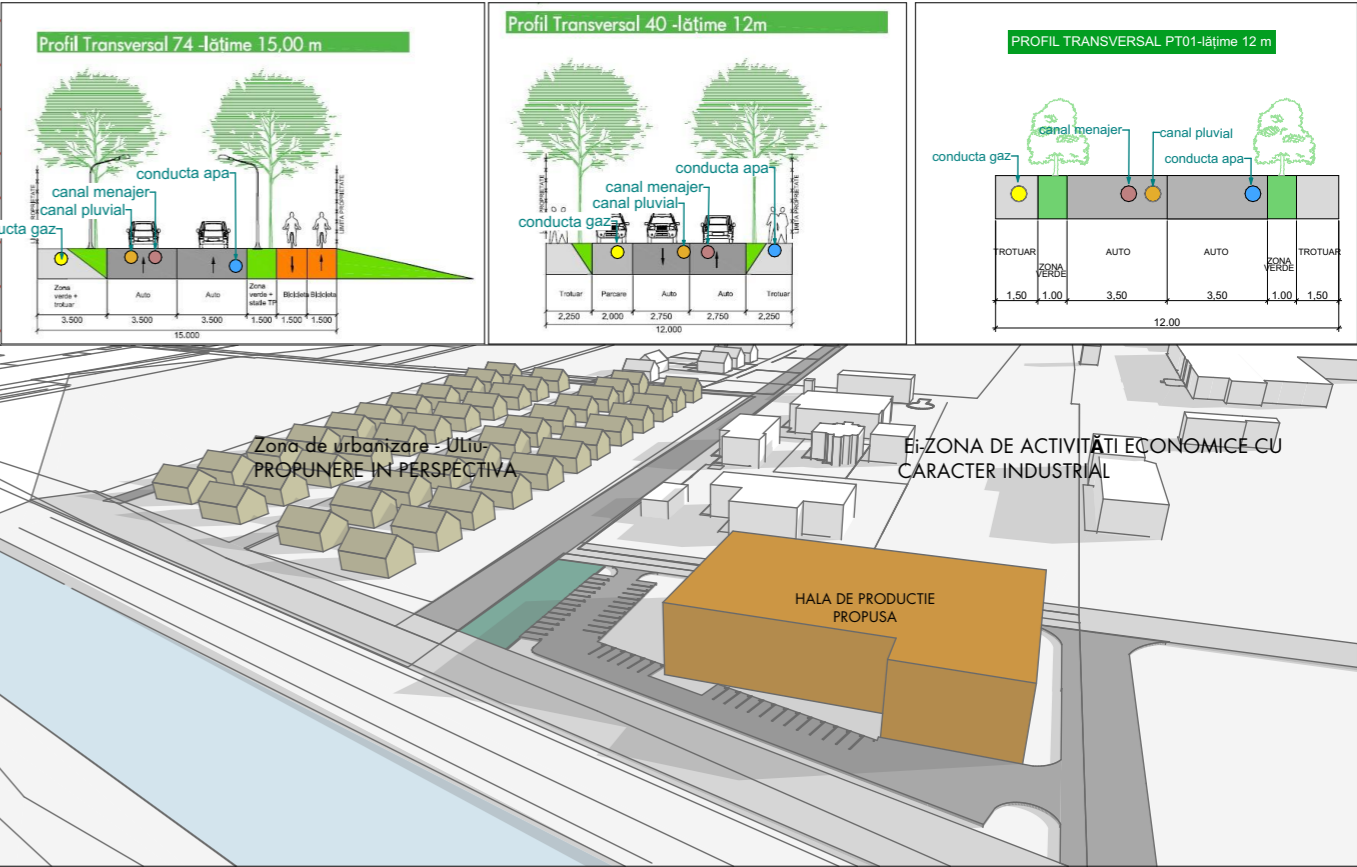 Profil Transversal 74 -lătime 15,00 m
conducta apa
canal menajer
canal pluvial
ucta gaz
Zona
verde +
trotuar
Auto
Auto
Zona
verde +
Bicicleta
Bicicleta
3.500
3.500
3.500
1.500
1.500
1.500
15.000
Profil Transversal 40 -lățime 12m
conducta apa
canal menajer
canal pluvial
conducta gaz
Trotuar
Parcare
Auto
Auto
Trotuar
2,250
2,000
2,750
2,750
2,250
12,000
PROFIL TRANSVERSAL PT01-lățime 12 m
canal menajer
canal pluvial
conducta gaz
conducta apa
TROTUAR
ZONA
VERDE
AUTO
AUTO
ZONA
VERDE
TROTUAR
1,50
1.00
3,50
3,50
1.00
1,50
12.00
Zona de urbanizare - ULiu-
PROPUNERE IN PERSPECTIVA
Ei-ZONA DE ACTIVITĂTI ECONOMICE CU
CARACTER INDUSTRIAL
HALA DE PRODUCTIE
PROPUSA